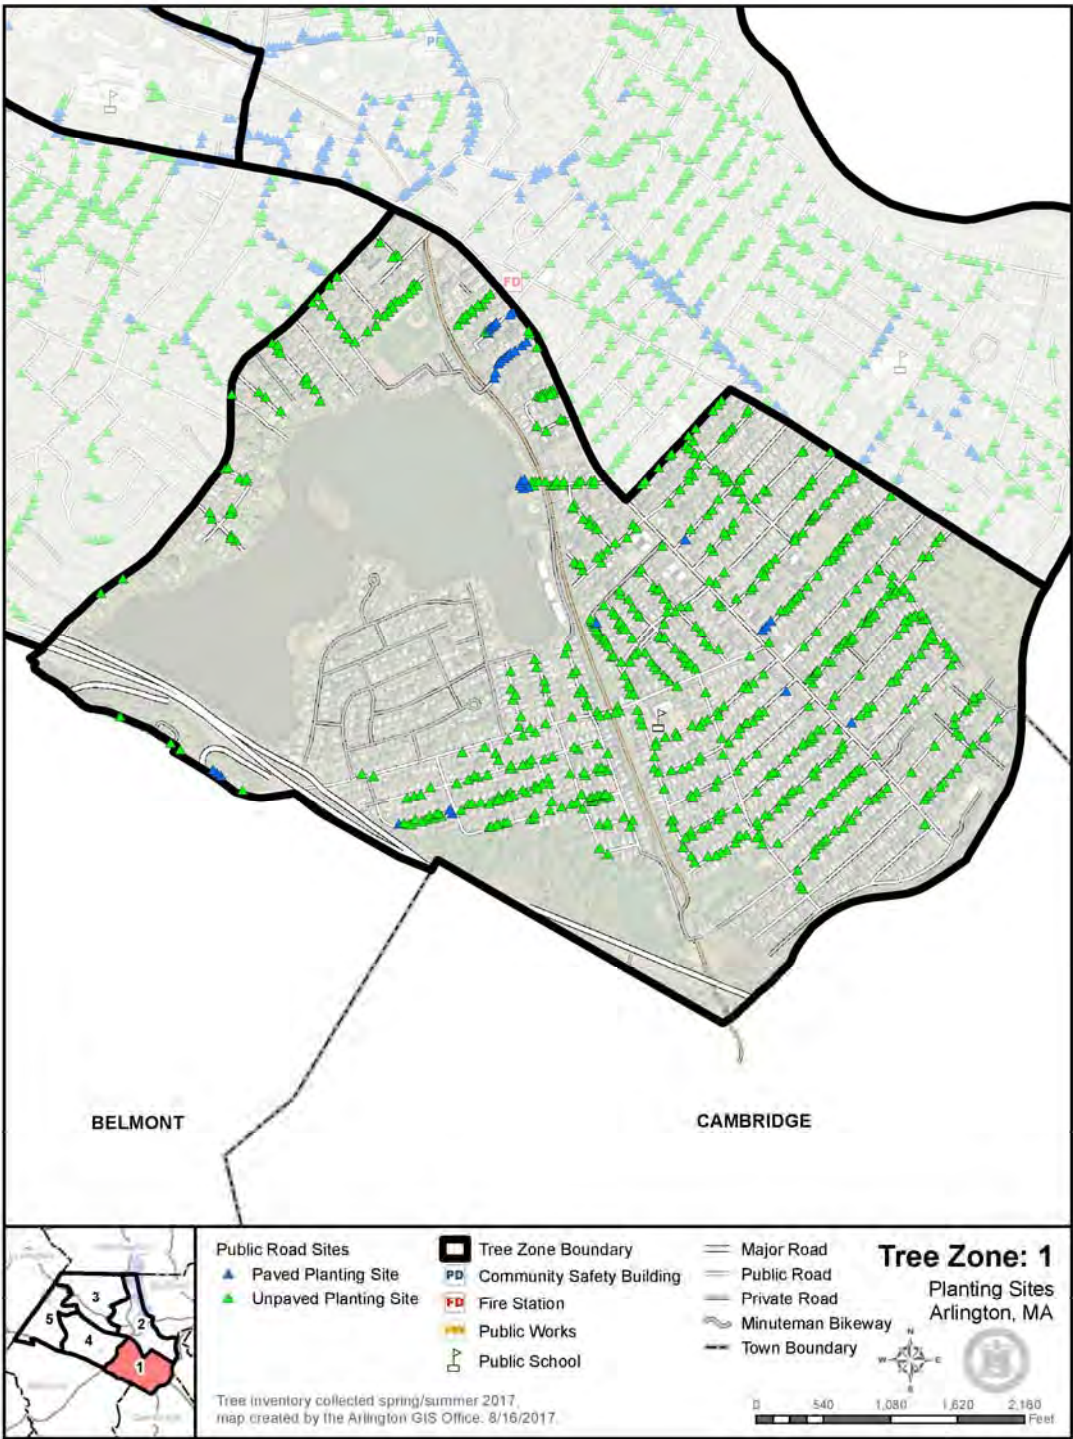 PD
FD
BELMONT
CAMBRIDGE
3
5
2
4
1
Public Road Sites
Paved Planting Site
Unpaved Planting Site
Tree Zone Boundary
PD Community Safety Building
FD Fire Station
Public Works
Public School
Major Road
Public Road
Private Road
Minuteman Bikeway
Town Boundary
Tree Zone: 1
Planting Sites
Arlington, MA
N
W E
S
0 540 1,080 1,620 2,160
Feet
Tree inventory collected spring/summer 2017,
map created by the Arlington GIS Office. 8/16/2017.